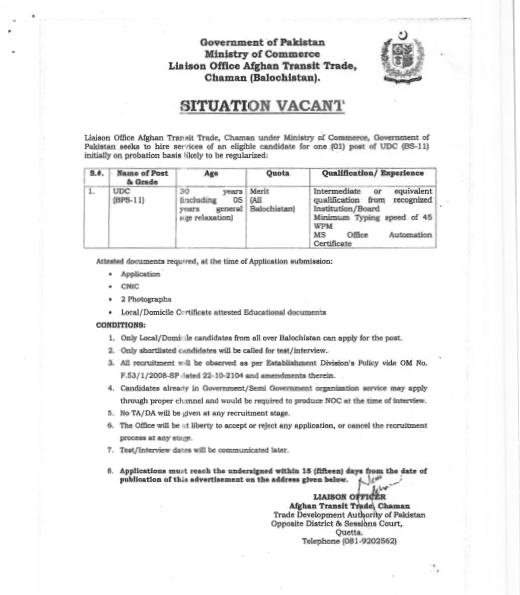 Government of Pakistan
Ministry of Commerce
Liaison Office Afghan Transit Trade,
Chaman (Balochistan).
SITUATION VACANT
Liaison Office Afghan Transit Trade, Chaman under Ministry of Commerce, Government of
Pakistan seeks to hire services of an eligible candidate for one (01) post of UDC (BS-11)
initially on probation basis likely to be regularized:
S.#. Name of Post & Grade Age Quota Qualification/ Experience
1. UDC (BPS-11)
30 years
(including 05
years general
age relaxation)
Merit
(All
Balochistan)
Intermediate or equivalent
qualification from recognized
Institution/Board
Minimum Typing speed of 45
WPM
MS Office Automation
Certificate
Attested documents required, at the time of Application submission:
• Application
• CNIC
• 2 Photographs
• Local/Domicile Certificate attested Educational documents
CONDITIONS:
1. Only Local/Domicile candidates from all over Balochistan can apply for the post.
2. Only shortlisted candidates will be called for test/interview.
3. All recruitment will be observed as per Establishment Division's Policy vide OM No.
F.53/1/2008-SP dated 22-10-2104 and amendments therein.
4. Candidates already in Government/Semi Government organization service may apply
through proper channel and would be required to produce NOC at the time of interview.
5. No TA/DA will be given at any recruitment stage.
6. The Office will be at liberty to accept or reject any application, or cancel the recruitment
process at any stage.
7. Test/Interview dates will be communicated later.
8. Applications must reach the undersigned within 15 (fifteen) days from the date of
publication of this advertisement on the address given below.
LIAISON OFFICER
Afghan Transit Trade, Chaman
Trade Development Authority of Pakistan
Opposite District & Sessions Court,
Quetta.
Telephone (081-9202562)